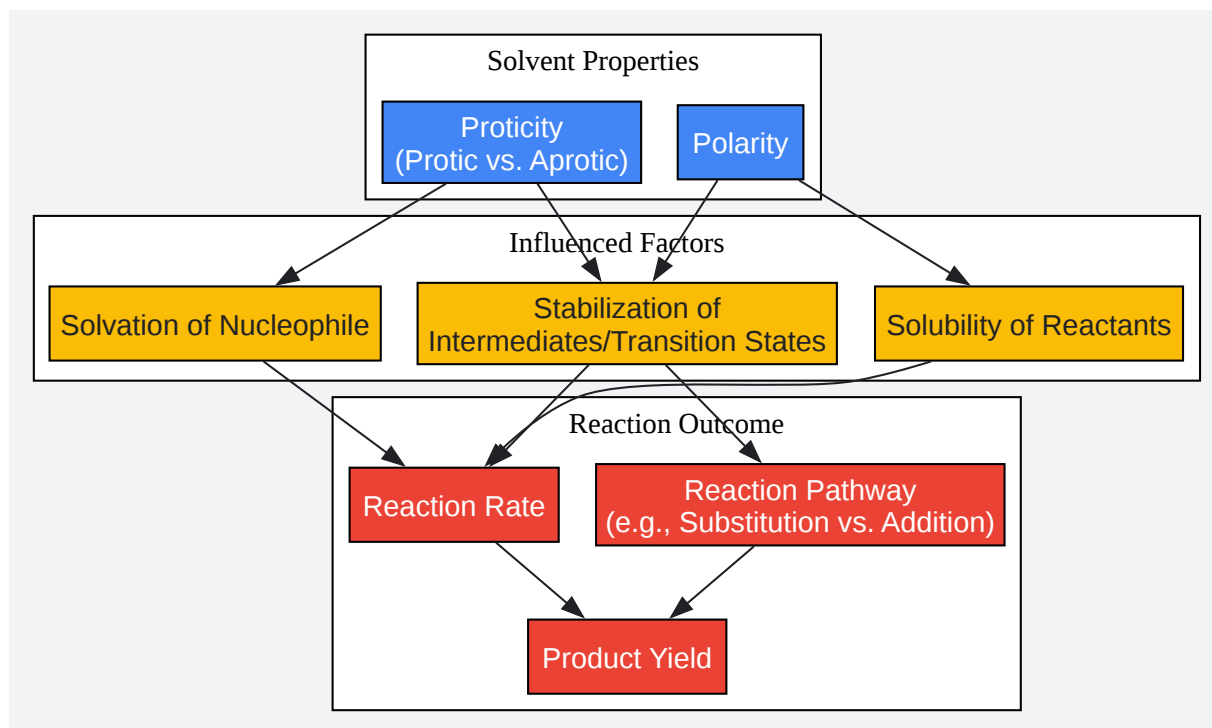 Solvent Properties
Proticity
(Protic vs. Aprotic)
Polarity
Influenced Factors
Solvation of Nucleophile
Stabilization of
Intermediates/Transition States
Solubility of Reactants
Reaction Outcome
Reaction Rate
Reaction Pathway
(e.g., Substitution vs. Addition)
Product Yield